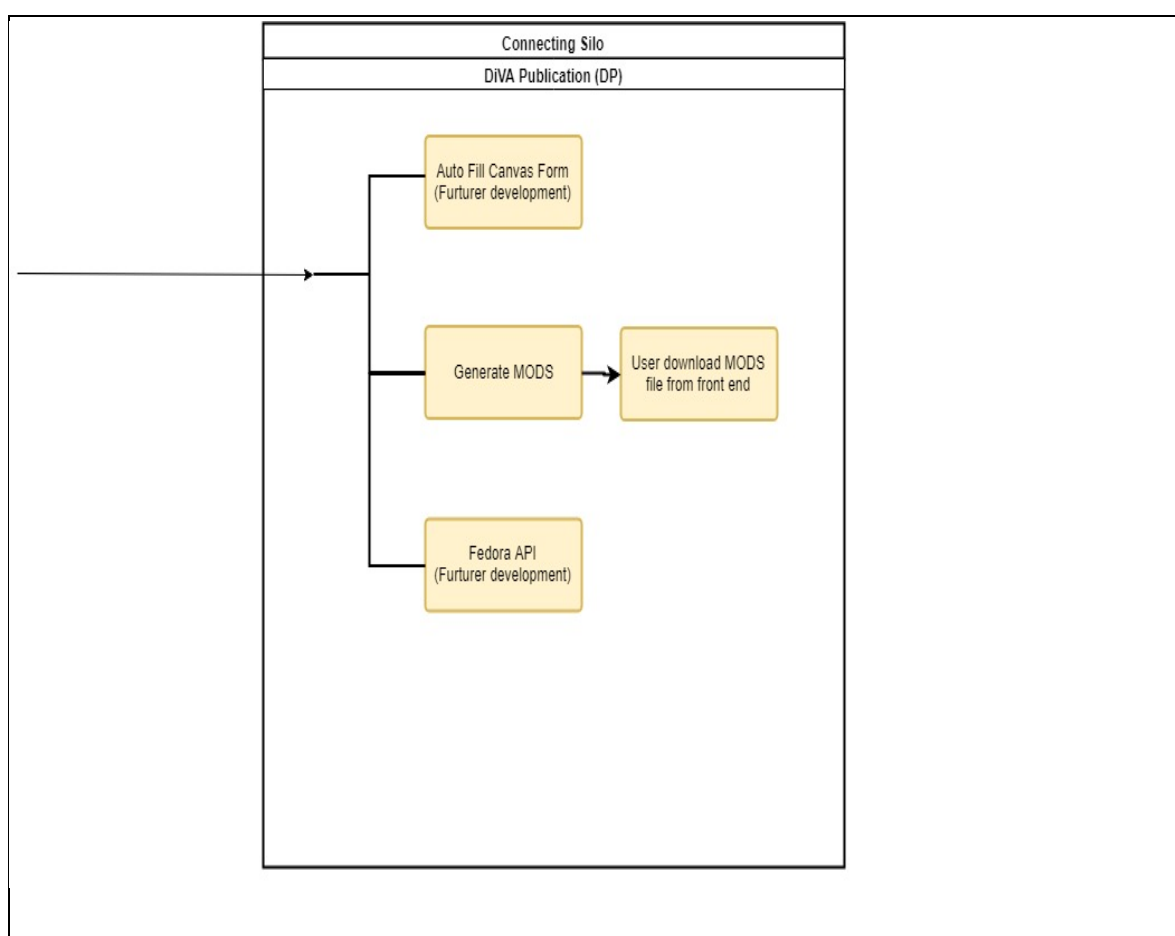 Connecting Silo
DiVA Publication (DP)
Auto Fill Canvas Form
(Furturer development)
Generate MODS
User download MODS
file from front end
Fedora API
(Furturer development)